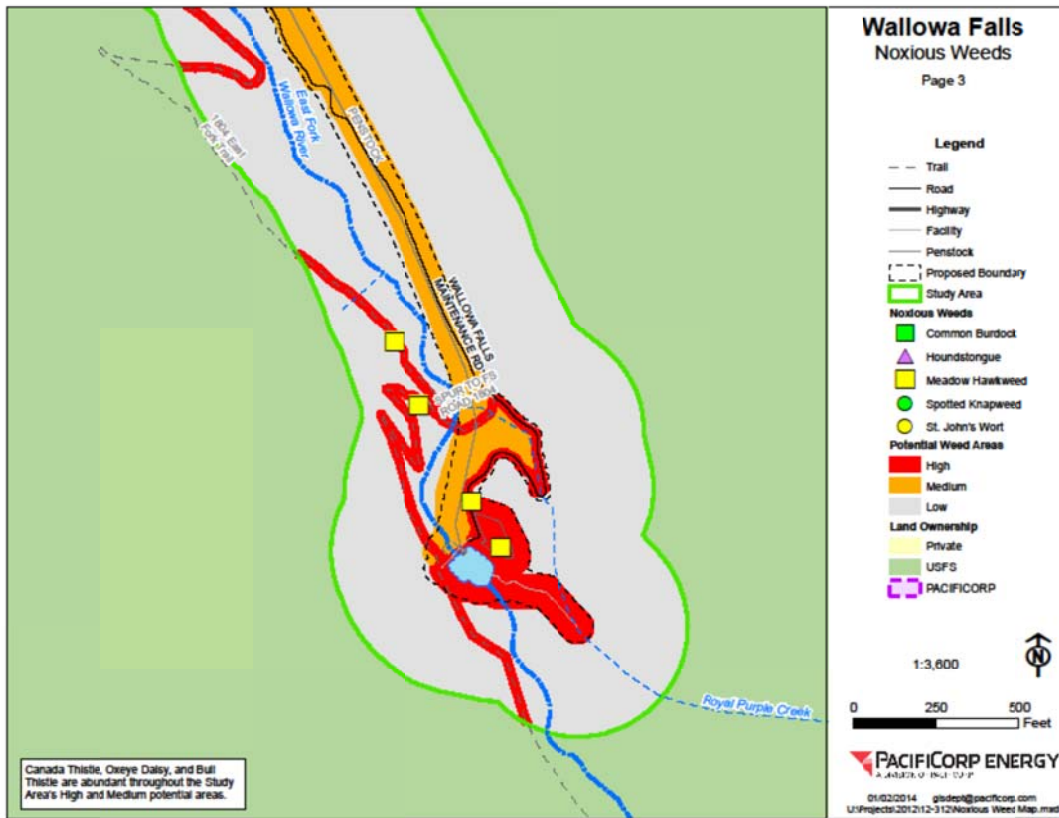 Wallowa Falls
Noxious Weeds
Page 3
Legend
Trail
Road
Highway
Facility
Penstock
Proposed Boundary
Study Area
Noxious Weeds
Common Burdock
Houndstongue
Meadow Hawkweed
Spotted Knapweed
St. John's Wort
Potential Weed Areas
High
Medium
Low
Land Ownership
Private
USFS
PACIFICORP
1:3,600
N
0 250 500
Feet
PACIFICORP ENERGY
A DIVISION OF PACIFICORP
01/02/2014 gisdept@pacificorp.com
U:\Projects\2012\12-312\Noxious Weed Map.mxd
East Fork
Wallowa River
PENSTOCK
1804 East
Fork Trail
WALLOWA FALLS
MAINTENANCE RD
SPUR TO FS
ROAD 1804
Royal Purple Creek
Canada Thistle, Oxeye Daisy, and Bull
Thistle are abundant throughout the Study
Area's High and Medium potential areas.